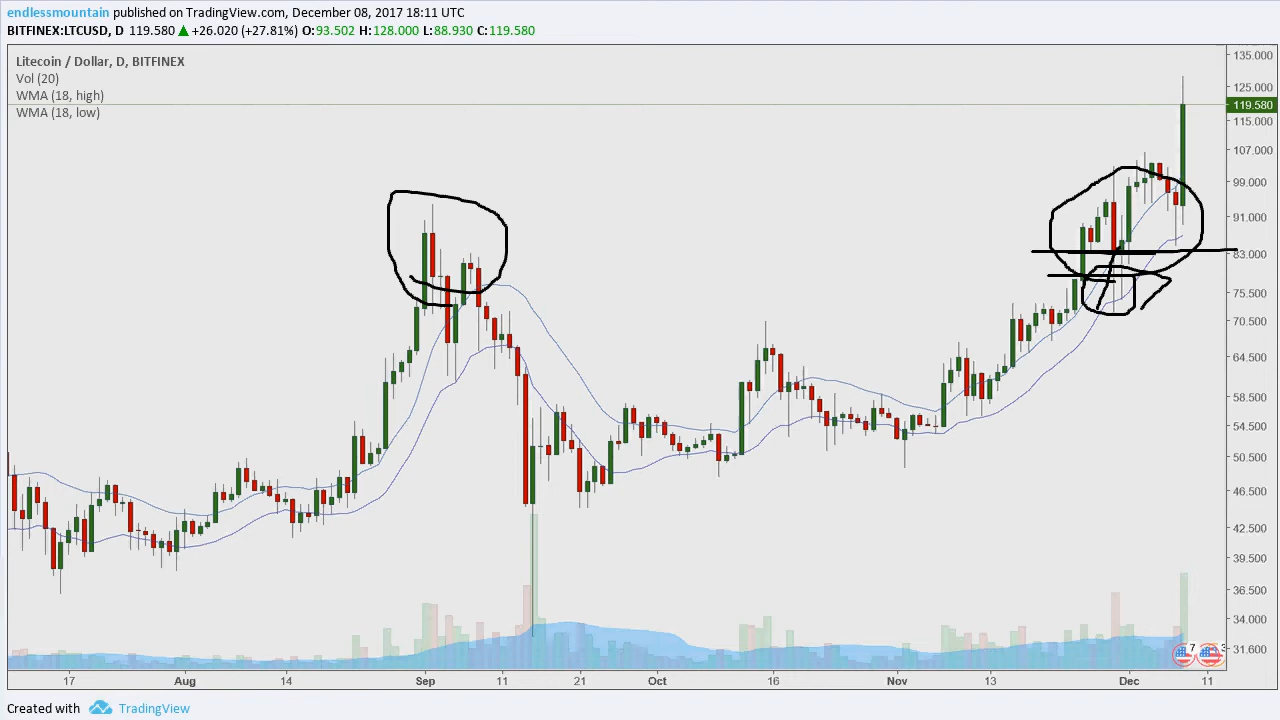 endlessmountain published on TradingView.com, December 08, 2017 18:11 UTC
BITFINEX:LTCUSD, D 119.580 ▲ +26.020 (+27.81%) O:93.502 H:128.000 L:88.930 C:119.580
Litecoin / Dollar, D, BITFINEX
Vol (20)
WMA (18, high)
WMA (18, low)
135.000
125.000
119.580
115.000
107.000
99.000
91.000
83.000
75.500
70.500
64.500
58.500
54.500
50.500
46.500
42.500
39.500
36.500
34.000
31.600
7
17 Aug 14 Sep 11 21 Oct 16 Nov 13 Dec 11
Created with TradingView